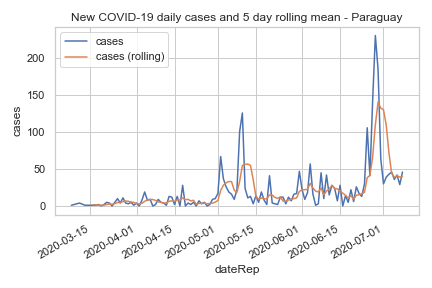 New COVID-19 daily cases and 5 day rolling mean - Paraguay
cases
cases (rolling)
200
150
100
50
0
cases
2020-03-15
2020-04-01
2020-04-15
2020-05-01
2020-05-15
2020-06-01
2020-06-15
2020-07-01
dateRep